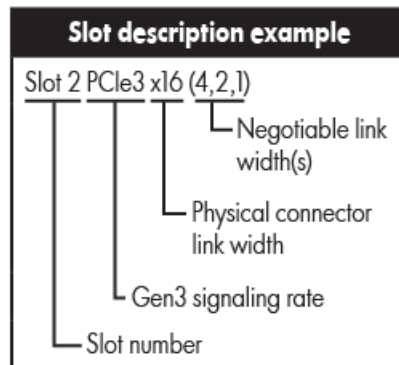 Slot description example
Slot 2 PCIe3 x16 (4,2,1)
Negotiable link
width(s)
Physical connector
link width
Gen3 signaling rate
Slot number